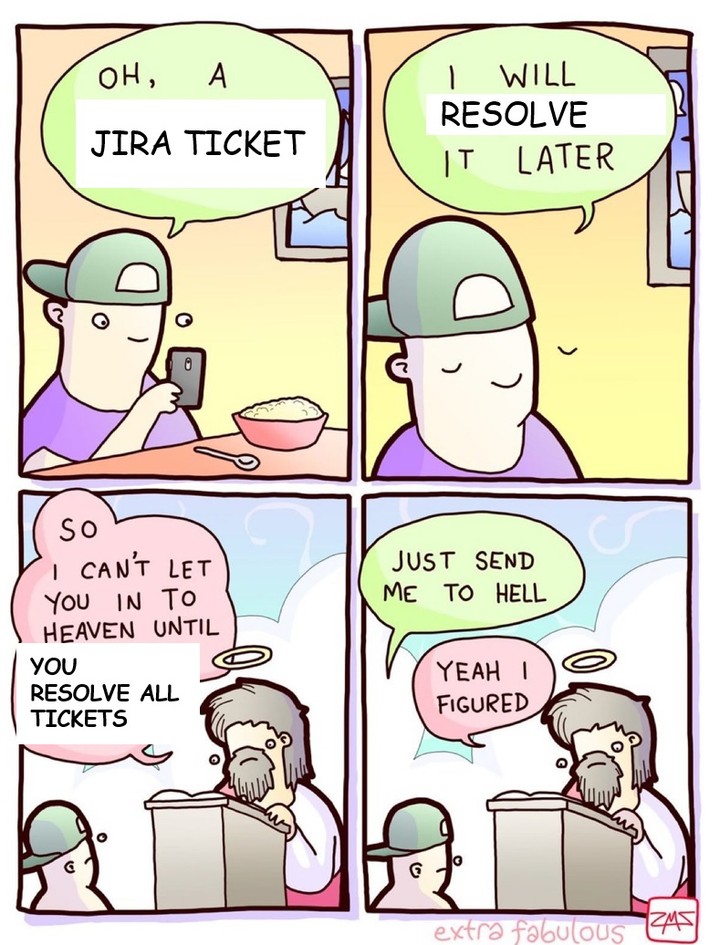 OH, A
JIRA TICKET
I WILL
RESOLVE
IT LATER
SO
I CAN'T LET
YOU IN TO
HEAVEN UNTIL
YOU
RESOLVE ALL
TICKETS
JUST SEND
ME TO HELL
YEAH I
FIGURED
extra fabulous
ZMS